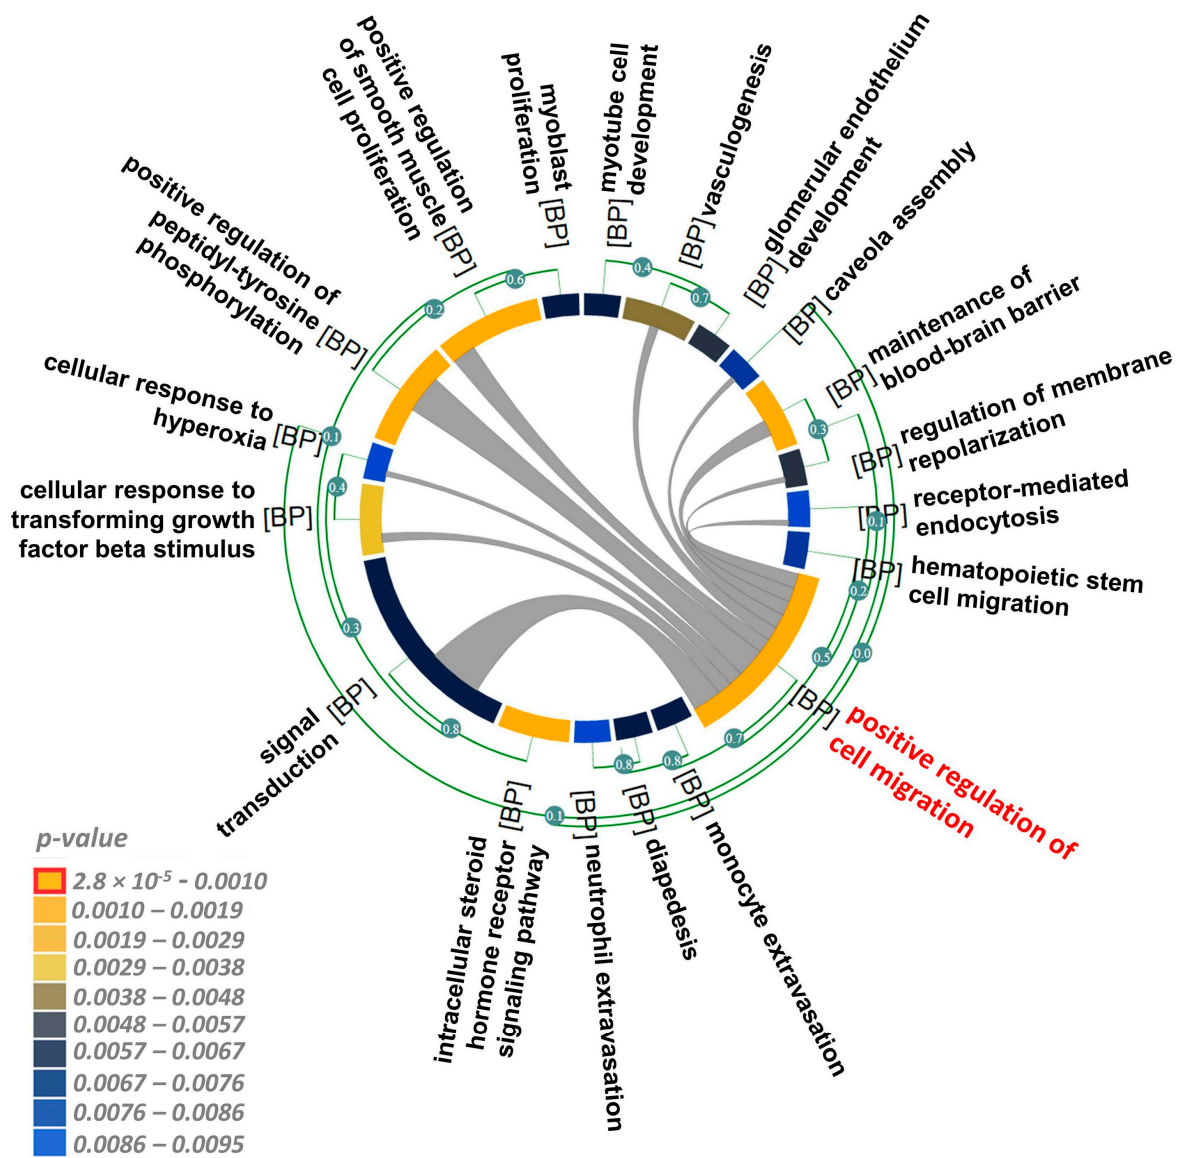 positive regulation
of smooth muscle
cell proliferation
[BP]
myoblast
proliferation
[BP]
myotube cell
development
[BP]
vasculogenesis
[BP]
glomerular endothelium
development
[BP]
caveola assembly
[BP]
maintenance of
blood-brain barrier
[BP]
regulation of membrane
repolarization
[BP]
receptor-mediated
endocytosis
[BP]
hematopoietic stem
cell migration
[BP]
positive regulation of
cell migration
[BP]
monocyte extravasation
[BP]
diapedesis
[BP]
neutrophil extravasation
[BP]
intracellular steroid
hormone receptor
signaling pathway
[BP]
signal
transduction
[BP]
cellular response to
transforming growth
factor beta stimulus
[BP]
cellular response to
hyperoxia
[BP]
positive regulation of
peptidyl-tyrosine
phosphorylation
[BP]
0.6
0.4
0.7
0.2
0.1
0.4
0.3
0.3
0.1
0.2
0.5
0.0
0.7
0.8
0.8
0.1
0.8
p-value
2.8 × 10-5 - 0.0010
0.0010 – 0.0019
0.0019 – 0.0029
0.0029 – 0.0038
0.0038 – 0.0048
0.0048 – 0.0057
0.0057 – 0.0067
0.0067 – 0.0076
0.0076 – 0.0086
0.0086 – 0.0095